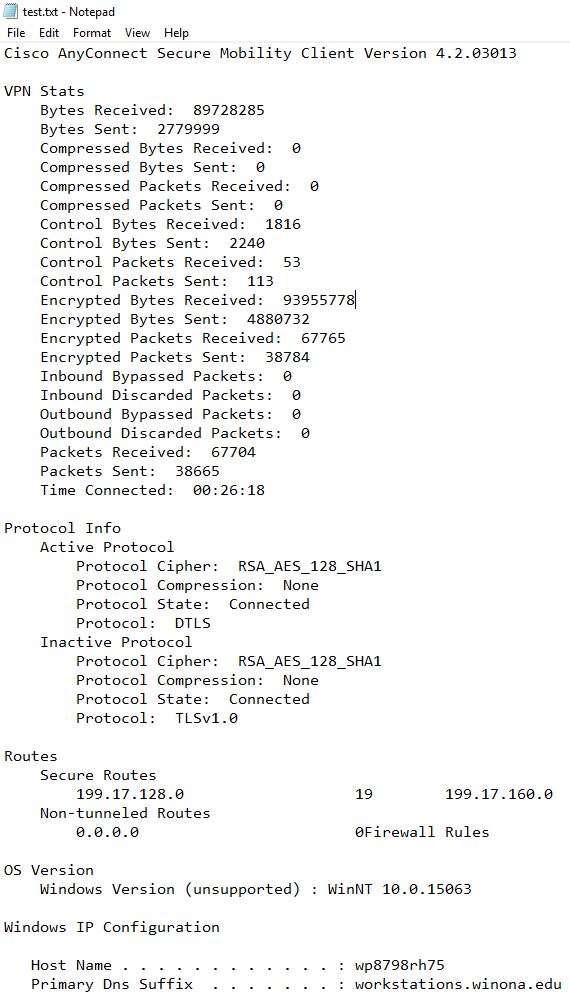 test.txt - Notepad
File Edit Format View Help
Cisco AnyConnect Secure Mobility Client Version 4.2.03013
VPN Stats
Bytes Received: 89728285
Bytes Sent: 2779999
Compressed Bytes Received: 0
Compressed Bytes Sent: 0
Compressed Packets Received: 0
Compressed Packets Sent: 0
Control Bytes Received: 1816
Control Bytes Sent: 2240
Control Packets Received: 53
Control Packets Sent: 113
Encrypted Bytes Received: 93955778
Encrypted Bytes Sent: 4880732
Encrypted Packets Received: 67765
Encrypted Packets Sent: 38784
Inbound Bypassed Packets: 0
Inbound Discarded Packets: 0
Outbound Bypassed Packets: 0
Outbound Discarded Packets: 0
Packets Received: 67704
Packets Sent: 38665
Time Connected: 00:26:18
Protocol Info
Active Protocol
Protocol Cipher: RSA_AES_128_SHA1
Protocol Compression: None
Protocol State: Connected
Protocol: DTLS
Inactive Protocol
Protocol Cipher: RSA_AES_128_SHA1
Protocol Compression: None
Protocol State: Connected
Protocol: TLSv1.0
Routes
Secure Routes
199.17.128.0 19 199.17.160.0
Non-tunneled Routes
0.0.0.0 0Firewall Rules
OS Version
Windows Version (unsupported) : WinNT 10.0.15063
Windows IP Configuration
Host Name . . . . . . . . . . . . : wp8798rh75
Primary Dns Suffix . . . . . . . : workstations.winona.edu